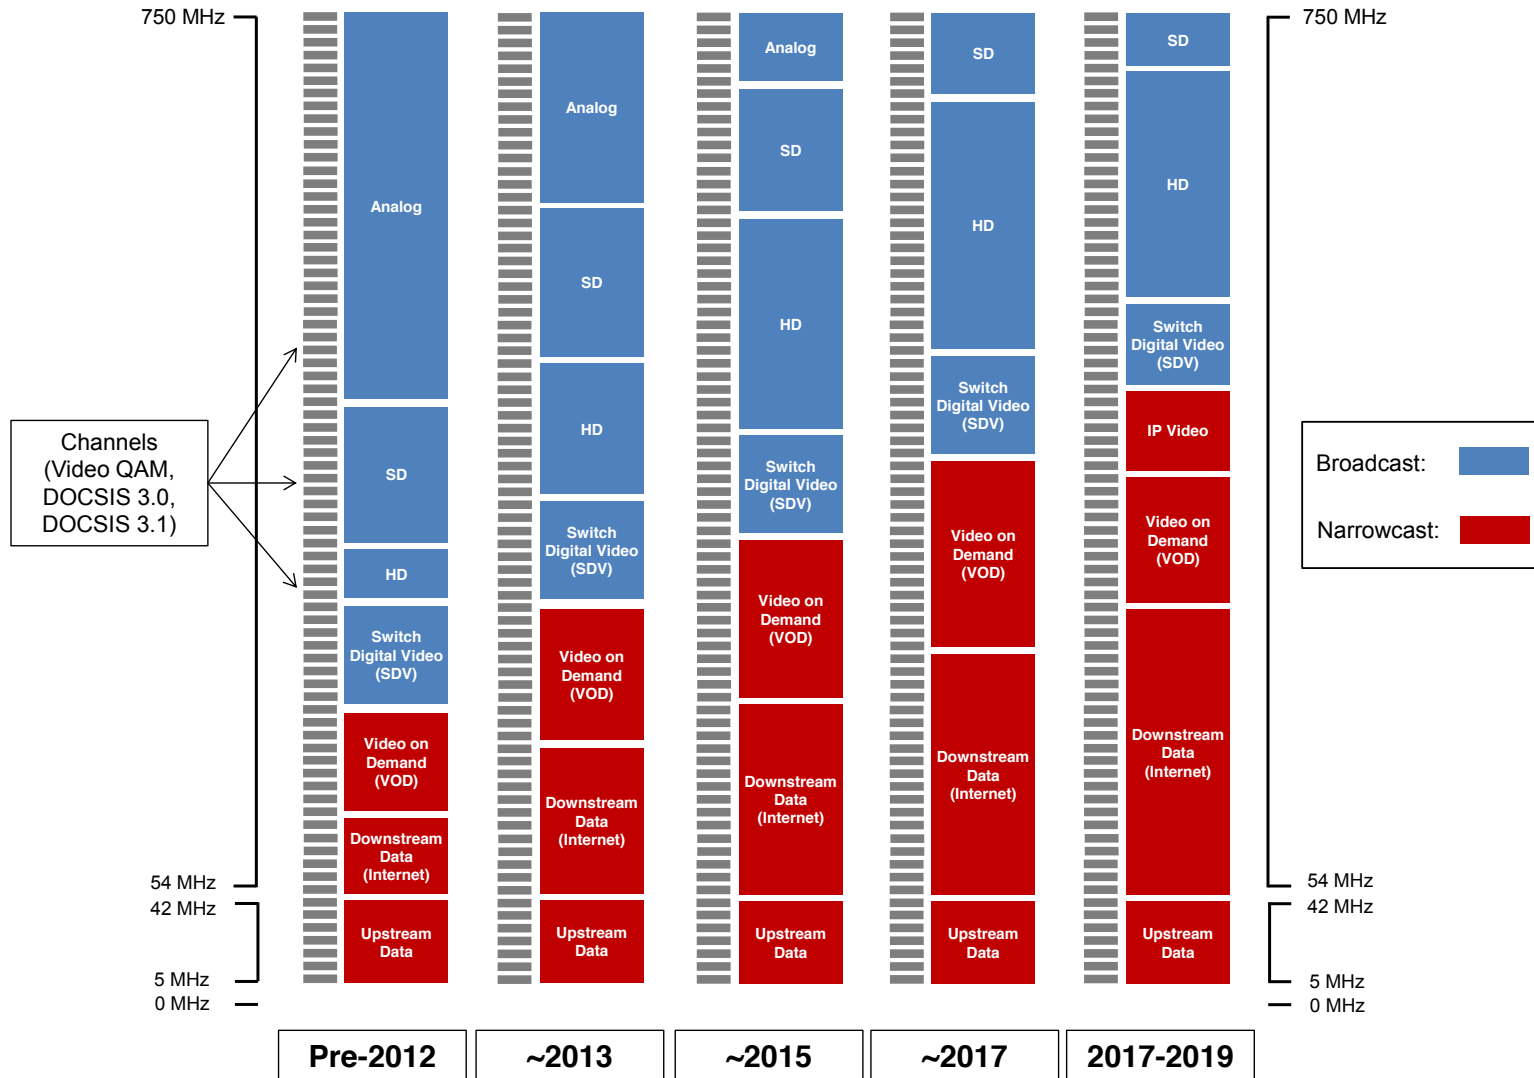 750 MHz
54 MHz
42 MHz
5 MHz
0 MHz
Channels
(Video QAM,
DOCSIS 3.0,
DOCSIS 3.1)
Analog
SD
HD
Switch
Digital Video
(SDV)
Video on
Demand
(VOD)
Downstream
Data
(Internet)
Upstream
Data
Pre-2012
Analog
SD
HD
Switch
Digital Video
(SDV)
Video on
Demand
(VOD)
Downstream
Data
(Internet)
Upstream
Data
~2013
Analog
SD
HD
Switch
Digital Video
(SDV)
Video on
Demand
(VOD)
Downstream
Data
(Internet)
Upstream
Data
~2015
SD
HD
Switch
Digital Video
(SDV)
Video on
Demand
(VOD)
Downstream
Data
(Internet)
Upstream
Data
~2017
SD
HD
Switch
Digital Video
(SDV)
IP Video
Video on
Demand
(VOD)
Downstream
Data
(Internet)
Upstream
Data
2017-2019
750 MHz
54 MHz
42 MHz
5 MHz
0 MHz
Broadcast:
Narrowcast: